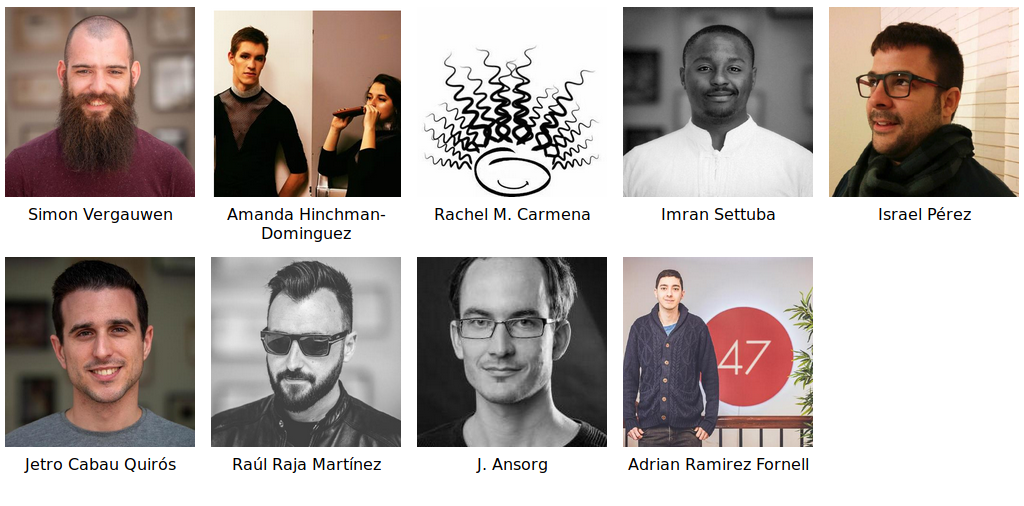 Simon Vergauwen
Amanda Hinchman-
Dominguez
Rachel M. Carmena
Imran Settuba
Israel Pérez
47
Jetro Cabau Quirós
Raúl Raja Martínez
J. Ansorg
Adrian Ramirez Fornell